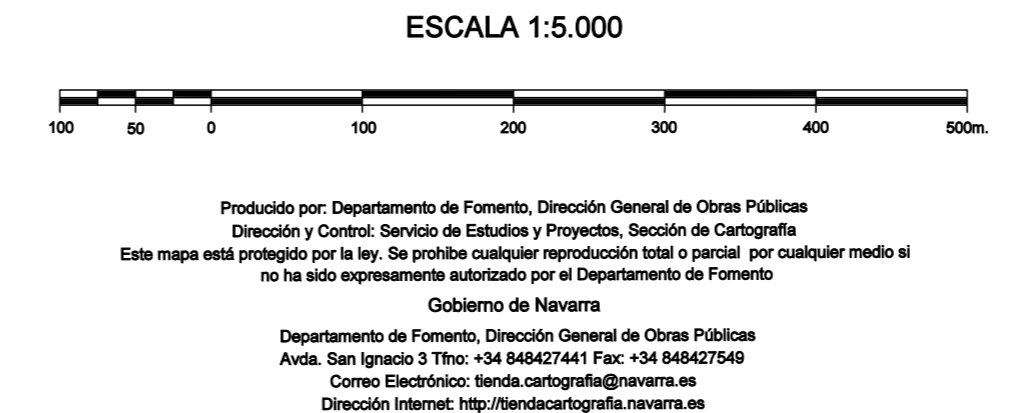 ESCALA 1:5.000
100 50 0 100 200 300 400 500m.
Producido por: Departamento de Fomento, Dirección General de Obras Públicas
Dirección y Control: Servicio de Estudios y Proyectos, Sección de Cartografía
Este mapa está protegido por la ley. Se prohibe cualquier reproducción total o parcial por cualquier medio si
no ha sido expresamente autorizado por el Departamento de Fomento
Gobierno de Navarra
Departamento de Fomento, Dirección General de Obras Públicas
Avda. San Ignacio 3 Tfno: +34 848427441 Fax: +34 848427549
Correo Electrónico: tienda.cartografia@navarra.es
Dirección Internet: http://tiendacartografia.navarra.es